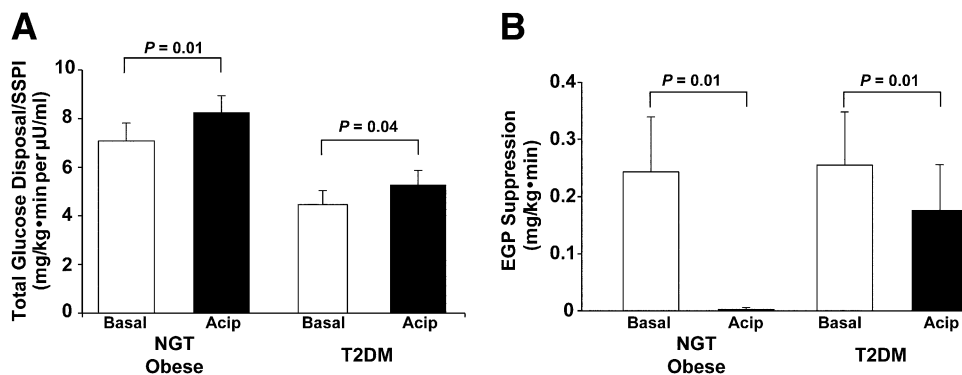 A
Total Glucose Disposal/SSPI
(mg/kg•min per µU/ml)
10
8
6
4
2
0
P = 0.01
P = 0.04
Basal
Acip
Basal
Acip
NGT
Obese
T2DM
B
EGP Suppression
(mg/kg•min)
0.4
0.3
0.2
0.1
0
P = 0.01
P = 0.01
Basal
Acip
Basal
Acip
NGT
Obese
T2DM